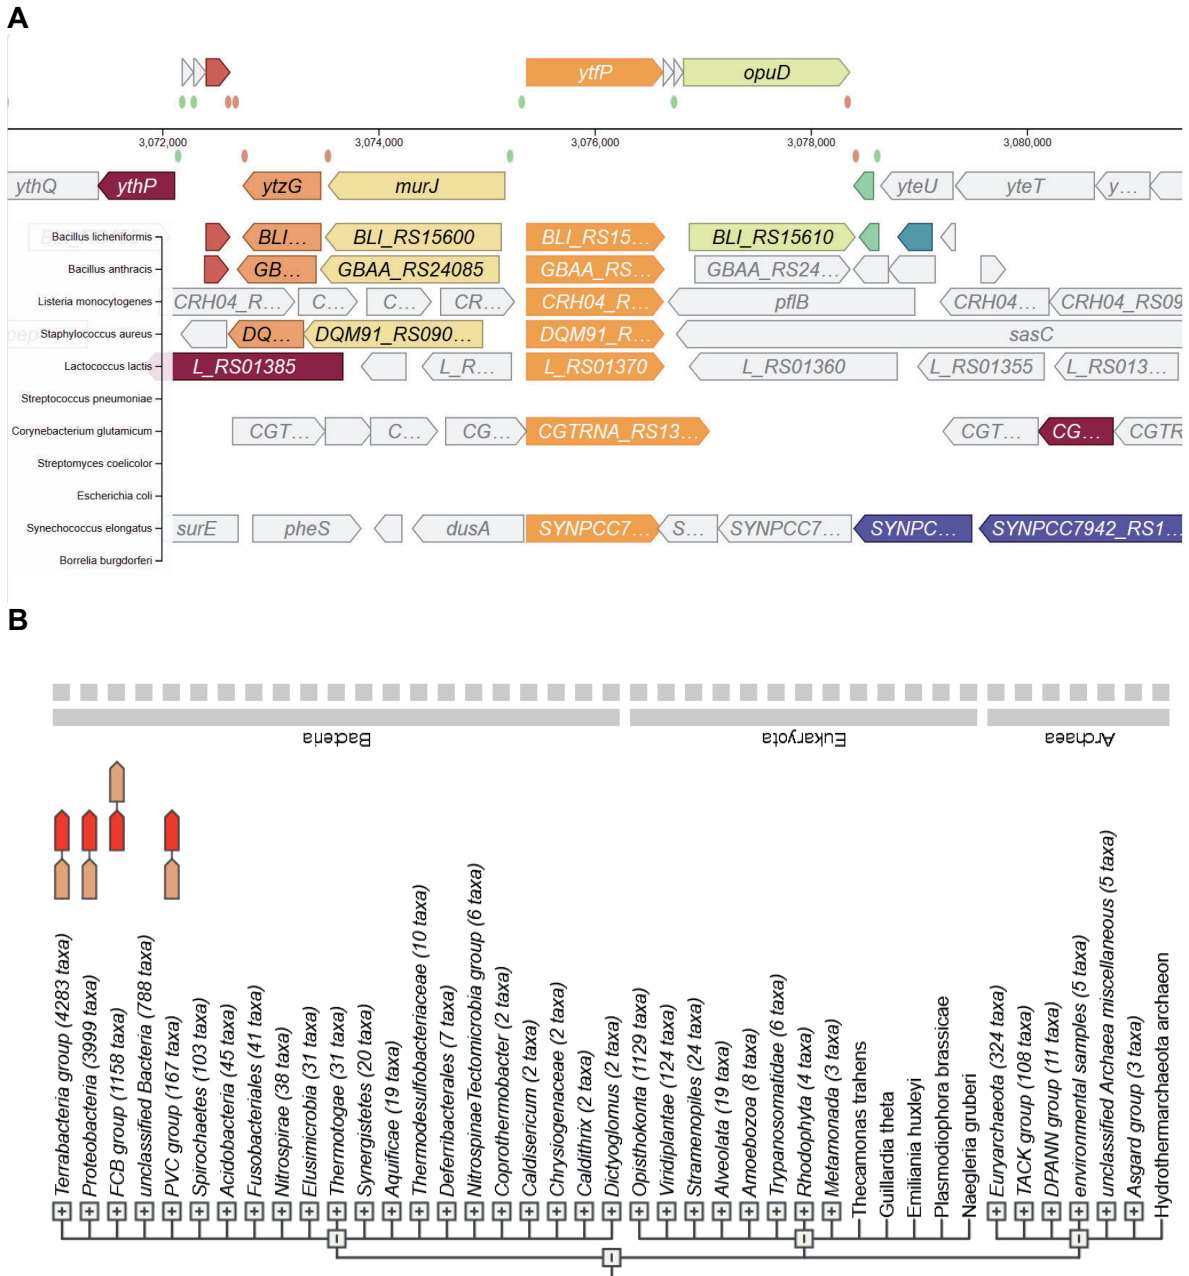 A
ytfP opuD
3,072,000 3,074,000 3,076,000 3,078,000 3,080,000
ythQ ythP ytzG murJ yteU yteT y…
Bacillus licheniformis BLI… BLI_RS15600 BLI_RS15… BLI_RS15610
Bacillus anthracis GB… GBAA_RS24085 GBAA_RS… GBAA_RS24…
Listeria monocytogenes CRH04_R… C… C… CR… CRH04_R… pflB CRH04… CRH04_RS09
Staphylococcus aureus DQ… DQM91_RS090… DQM91_R… sasC
Lactococcus lactis L_RS01385 L_R… L_RS01370 L_RS01360 L_RS01355 L_RS013…
Streptococcus pneumoniae
Corynebacterium glutamicum CGT… C… CG… CGTRNA_RS13… CGT… CG… CGTR
Streptomyces coelicolor
Escherichia coli
Synechococcus elongatus surE pheS dusA SYNPCC7… S… SYNPCC7… SYNPC… SYNPCC7942_RS1…
Borrelia burgdorferi
B
Bacteria
Eukaryota
Archaea
Terrabacteria group (4283 taxa)
Proteobacteria (3999 taxa)
FCB group (1158 taxa)
unclassified Bacteria (788 taxa)
PVC group (167 taxa)
Spirochaetes (103 taxa)
Acidobacteria (45 taxa)
Fusobacteriales (41 taxa)
Nitrospirae (38 taxa)
Elusimicrobia (31 taxa)
Thermotogae (31 taxa)
Synergistetes (20 taxa)
Aquificae (19 taxa)
Thermodesulfobacteriaceae (10 taxa)
Deferribacterales (7 taxa)
NitrospinaeTectomicrobia group (6 taxa)
Coprothermobacter (2 taxa)
Caldisericum (2 taxa)
Chrysiogenaceae (2 taxa)
Caldithrix (2 taxa)
Dictyoglomus (2 taxa)
Opisthokonta (1129 taxa)
Viridiplantae (124 taxa)
Stramenopiles (24 taxa)
Alveolata (19 taxa)
Amoebozoa (8 taxa)
Trypanosomatidae (6 taxa)
Rhodophyta (4 taxa)
Metamonada (3 taxa)
Thecamonas trahens
Guillardia theta
Emiliania huxleyi
Plasmodiophora brassicae
Naegleria gruberi
Euryarchaeota (324 taxa)
TACK group (108 taxa)
DPANN group (11 taxa)
environmental samples (5 taxa)
unclassified Archaea miscellaneous (5 taxa)
Asgard group (3 taxa)
Hydrothermarchaeota archaeon